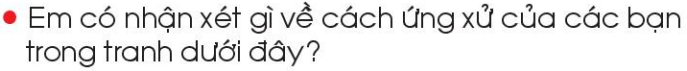 Em có nhận xét gì về cách ứng xử của các bạn
trong tranh dưới đây?